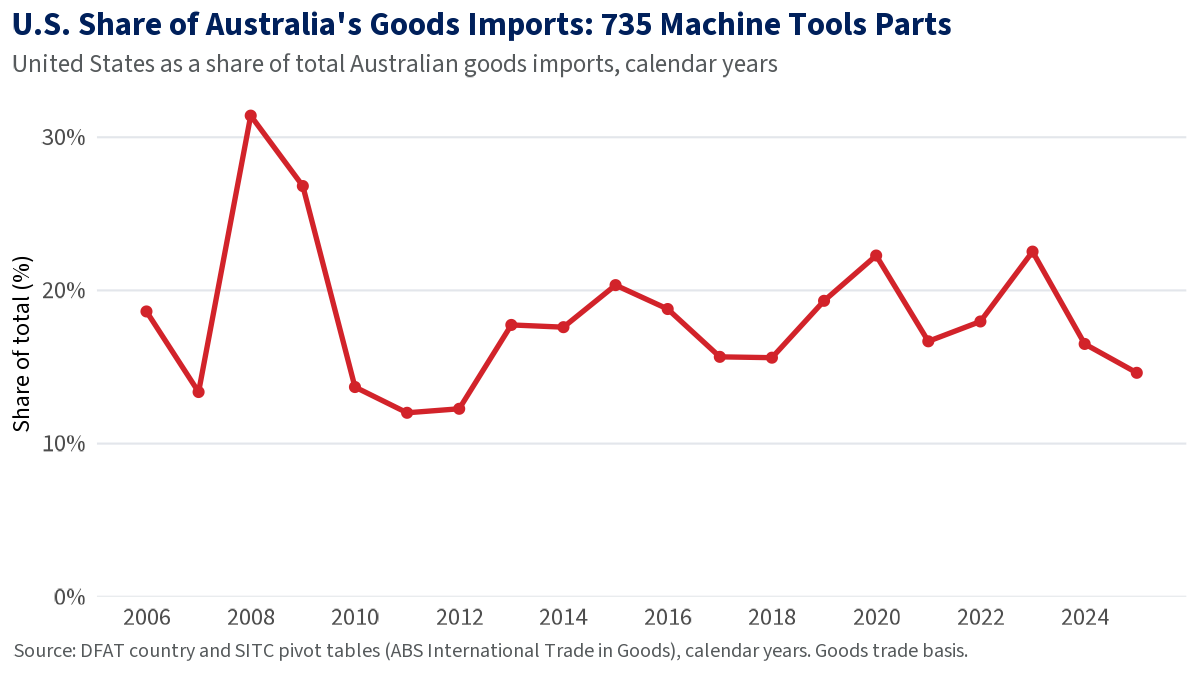 U.S. Share of Australia's Goods Imports: 735 Machine Tools Parts
United States as a share of total Australian goods imports, calendar years
Share of total (%)
30%
20%
10%
0%
2006 2008 2010 2012 2014 2016 2018 2020 2022 2024
Source: DFAT country and SITC pivot tables (ABS International Trade in Goods), calendar years. Goods trade basis.